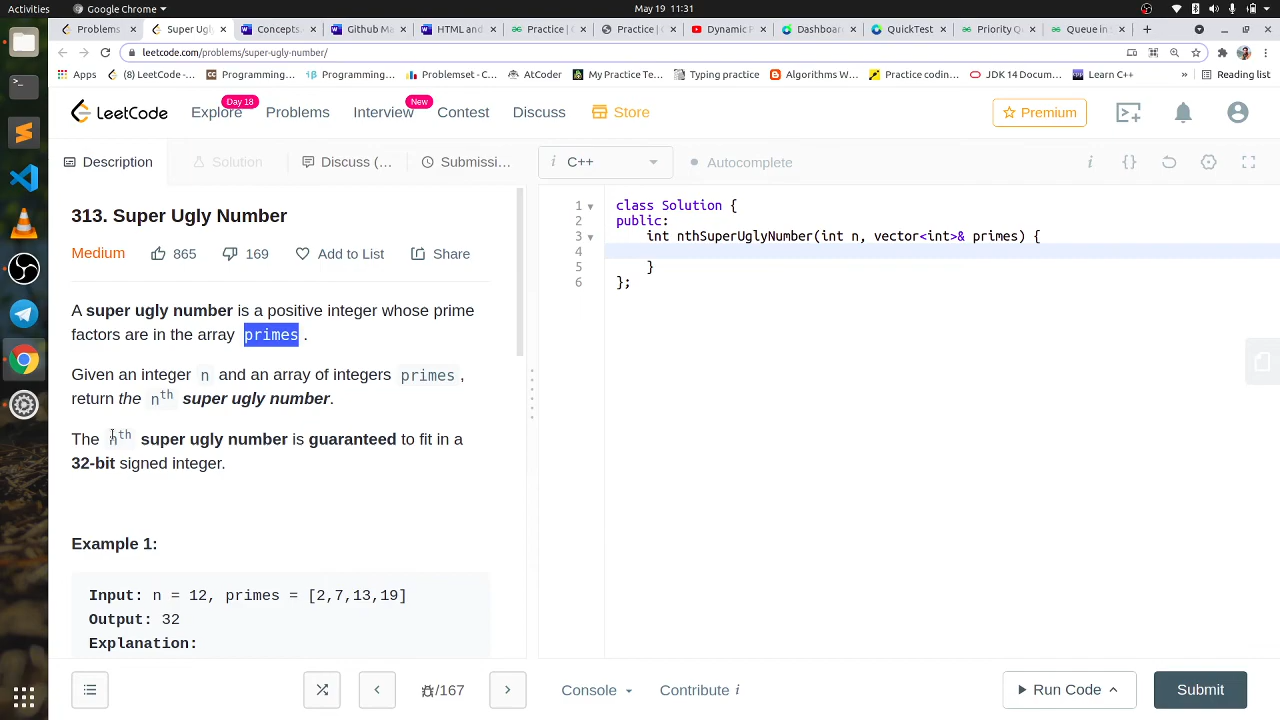 Activities
Google Chrome
May 19 11:31
Problems
Super Ugly
Concepts.
Github Ma
HTML and
Practice | G
Practice | G
Dynamic P
Dashboar
QuickTest
Priority Q
Queue in S
leetcode.com/problems/super-ugly-number/
Apps
(8) LeetCode -...
Programming...
Programming...
Problemset - C...
AtCoder
My Practice Te...
Typing practice
Algorithms W...
Practice codin...
JDK 14 Docum...
Learn C++
»
Reading list
LeetCode
Explore
Day 18
Problems
Interview
New
Contest
Discuss
Store
Premium
Description
Solution
Discuss (...
Submissi...
i C++
Autocomplete
313. Super Ugly Number
Medium
865
169
Add to List
Share
A super ugly number is a positive integer whose prime
factors are in the array primes .
Given an integer n and an array of integers primes ,
return the nth super ugly number.
The nth super ugly number is guaranteed to fit in a
32-bit signed integer.
Example 1:
Input: n = 12, primes = [2,7,13,19]
Output: 32
Explanation:
1 class Solution {
2 public:
3 int nthSuperUglyNumber(int n, vector<int>& primes) {
4
5 }
6 };
/167
Console
Contribute i
Run Code
Submit